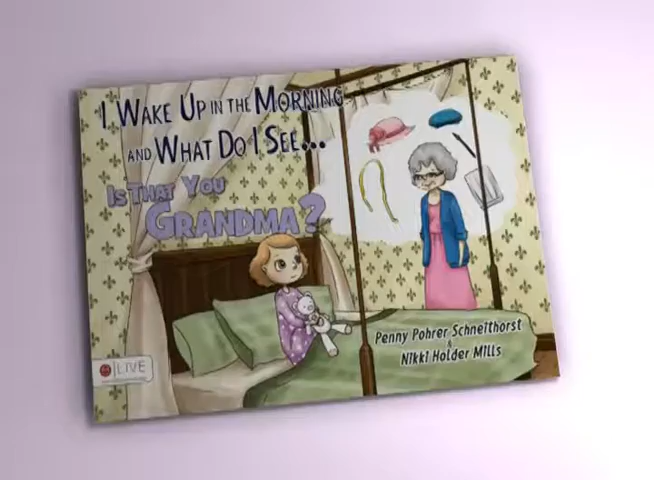 I Wake Up in the Morning
and What Do I See...
Is That You
Grandma?
Penny Pohrer Schneithorst
&
Nikki Holder Mills
LIVE